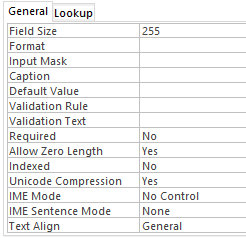 General Lookup
Field Size 255
Format
Input Mask
Caption
Default Value
Validation Rule
Validation Text
Required No
Allow Zero Length Yes
Indexed No
Unicode Compression Yes
IME Mode No Control
IME Sentence Mode None
Text Align General